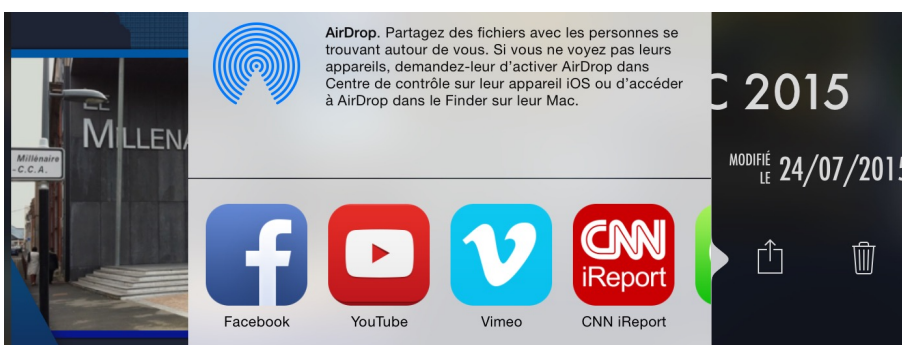 LE
MILLENA
Millénaire
-C.C.A.
AirDrop. Partagez des fichiers avec les personnes se
trouvant autour de vous. Si vous ne voyez pas leurs
appareils, demandez-leur d'activer AirDrop dans
Centre de contrôle sur leur appareil iOS ou d'accéder
à AirDrop dans le Finder sur leur Mac.
CNN
iReport
Facebook
YouTube
Vimeo
CNN iReport
C 2015
MODIFIÉ
LE 24/07/2015